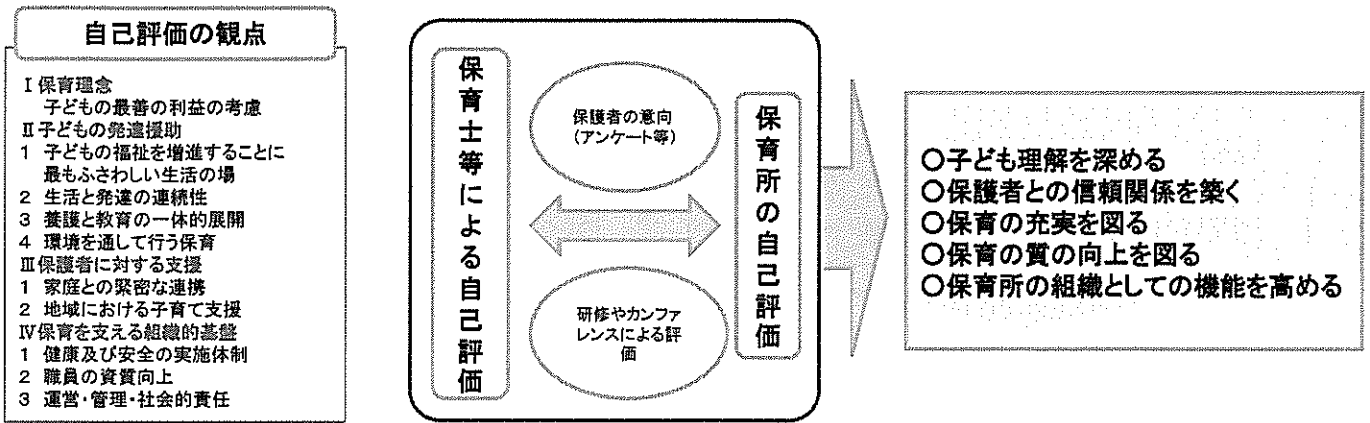 自己評価の観点
Ⅰ保育理念
子どもの最善の利益の考慮
Ⅱ子どもの発達援助
1 子どもの福祉を増進することに
最もふさわしい生活の場
2 生活と発達の連続性
3 養護と教育の一体的展開
4 環境を通して行う保育
Ⅲ保護者に対する支援
1 家庭との緊密な連携
2 地域における子育て支援
Ⅳ保育を支える組織的基盤
1 健康及び安全の実施体制
2 職員の資質向上
3 運営・管理・社会的責任
保育士等による自己評価
保護者の意向
(アンケート等)
研修やカンファ
レンスによる評
価
保育所の自己評価
〇子ども理解を深める
〇保護者との信頼関係を築く
〇保育の充実を図る
〇保育の質の向上を図る
〇保育所の組織としての機能を高める